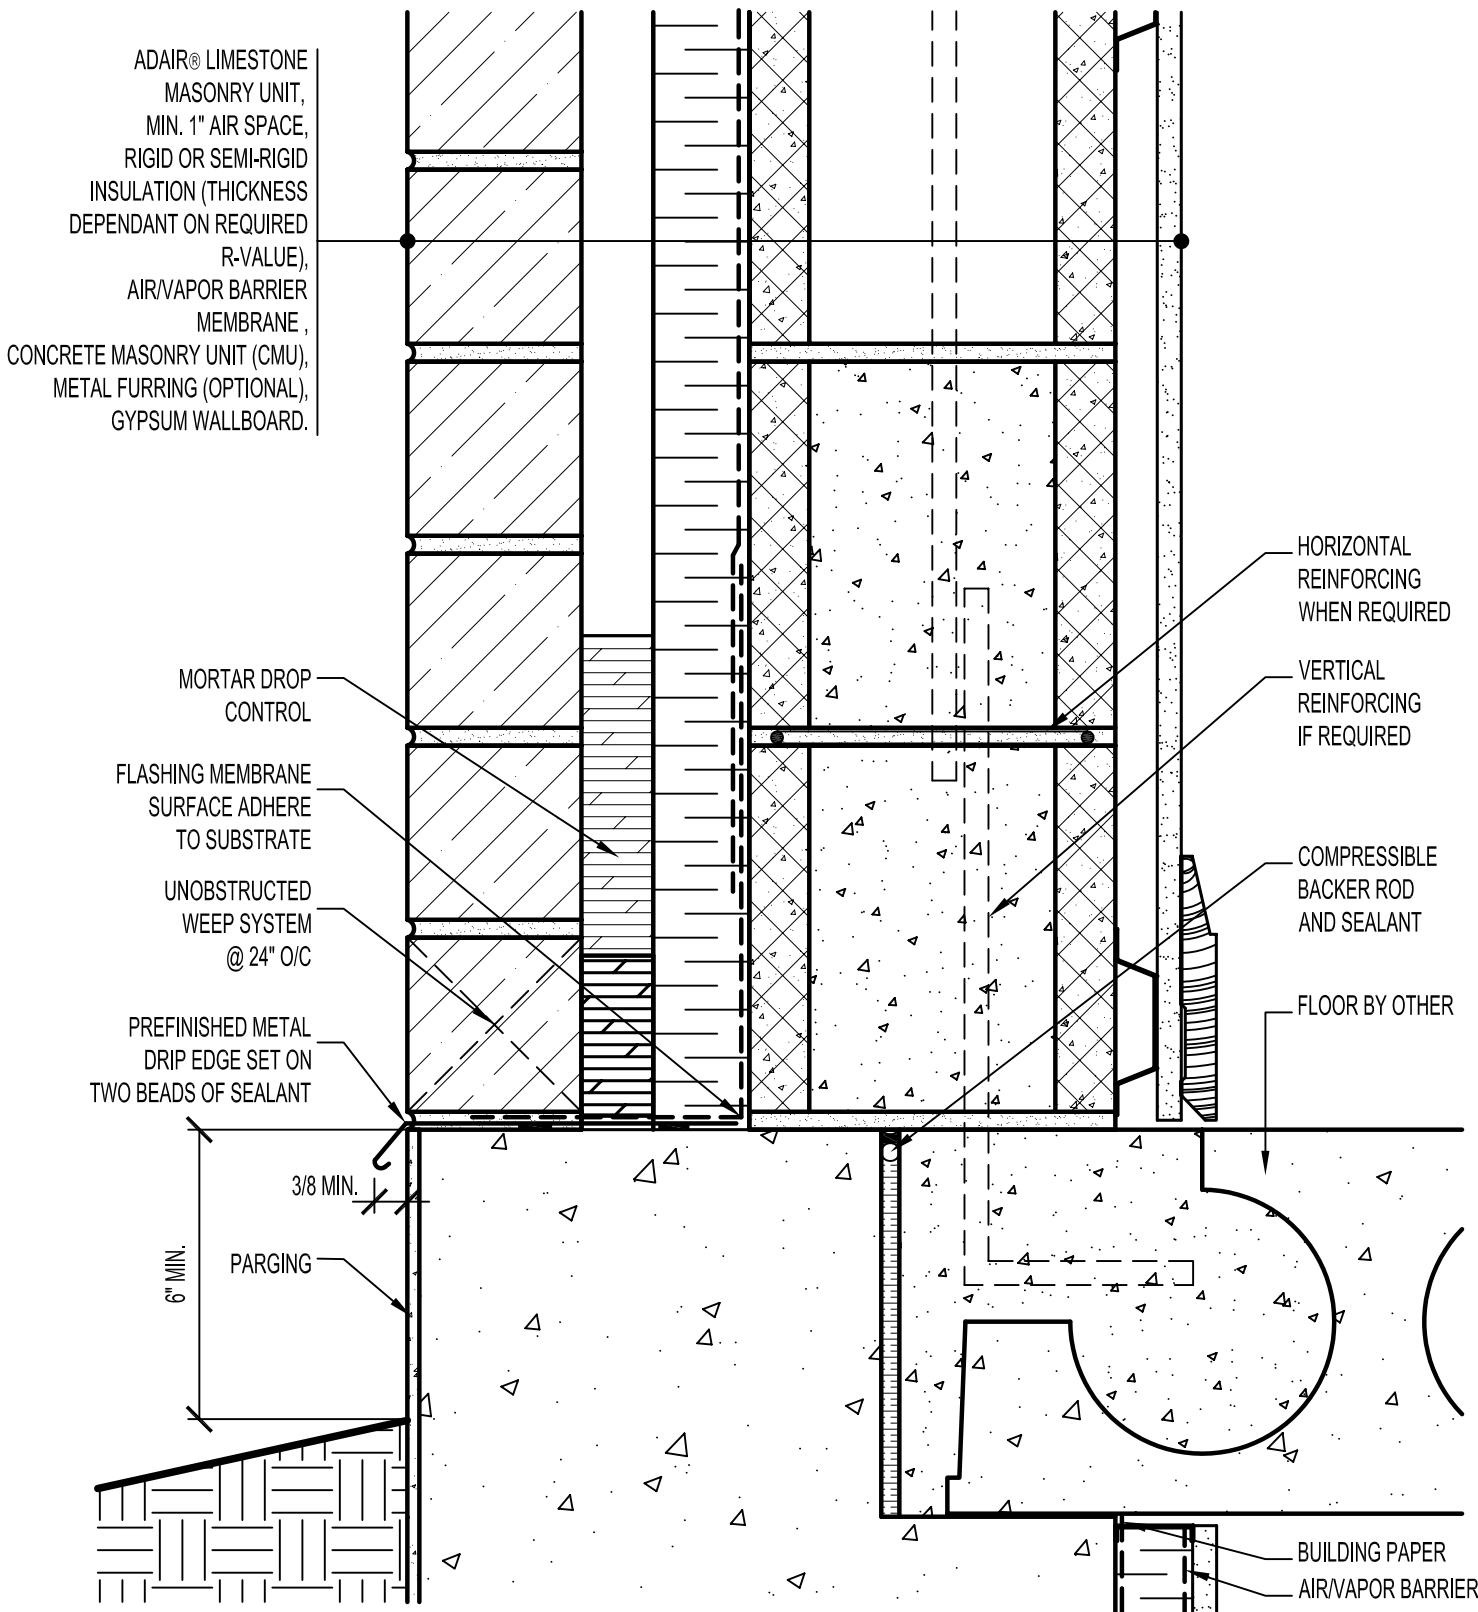 ADAIR® LIMESTONE
MASONRY UNIT,
MIN. 1" AIR SPACE,
RIGID OR SEMI-RIGID
INSULATION (THICKNESS
DEPENDANT ON REQUIRED
R-VALUE),
AIR/VAPOR BARRIER
MEMBRANE ,
CONCRETE MASONRY UNIT (CMU),
METAL FURRING (OPTIONAL),
GYPSUM WALLBOARD.
MORTAR DROP
CONTROL
FLASHING MEMBRANE
SURFACE ADHERE
TO SUBSTRATE
UNOBSTRUCTED
WEEP SYSTEM
@ 24" O/C
PREFINISHED METAL
DRIP EDGE SET ON
TWO BEADS OF SEALANT
3/8 MIN.
6" MIN.
PARGING
HORIZONTAL
REINFORCING
WHEN REQUIRED
VERTICAL
REINFORCING
IF REQUIRED
COMPRESSIBLE
BACKER ROD
AND SEALANT
FLOOR BY OTHER
BUILDING PAPER
AIR/VAPOR BARRIER